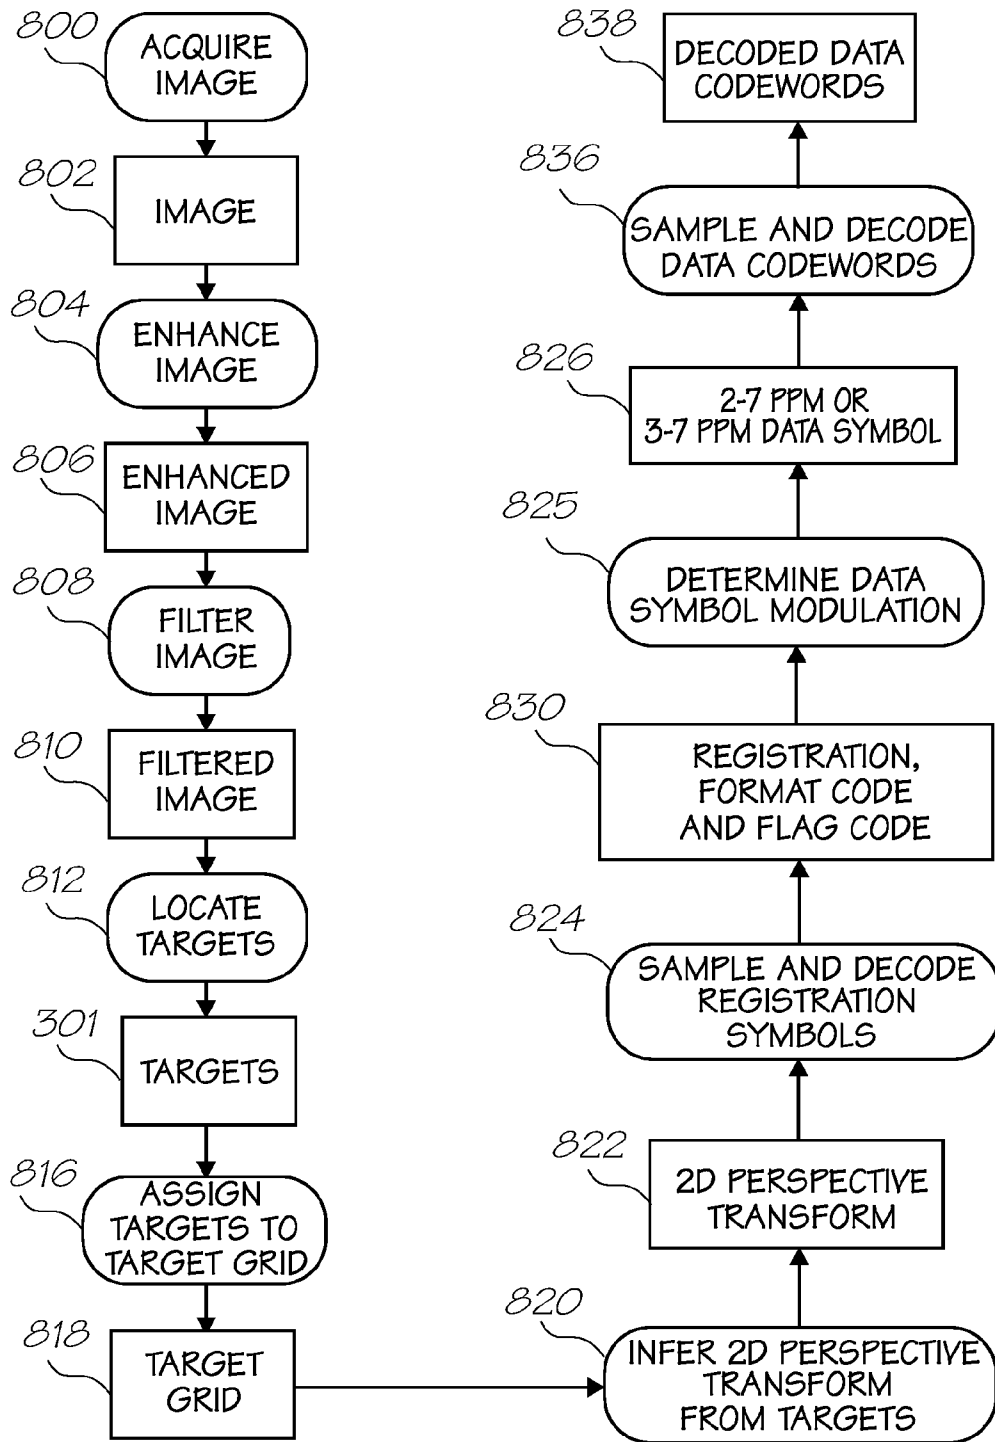 800
ACQUIRE
IMAGE
802
IMAGE
804
ENHANCE
IMAGE
806
ENHANCED
IMAGE
808
FILTER
IMAGE
810
FILTERED
IMAGE
812
LOCATE
TARGETS
301
TARGETS
816
ASSIGN
TARGETS TO
TARGET GRID
818
TARGET
GRID
820
INFER 2D PERSPECTIVE
TRANSFORM
FROM TARGETS
822
2D PERSPECTIVE
TRANSFORM
824
SAMPLE AND DECODE
REGISTRATION
SYMBOLS
830
REGISTRATION,
FORMAT CODE
AND FLAG CODE
825
DETERMINE DATA
SYMBOL MODULATION
826
2-7 PPM OR
3-7 PPM DATA SYMBOL
836
SAMPLE AND DECODE
DATA CODEWORDS
838
DECODED DATA
CODEWORDS